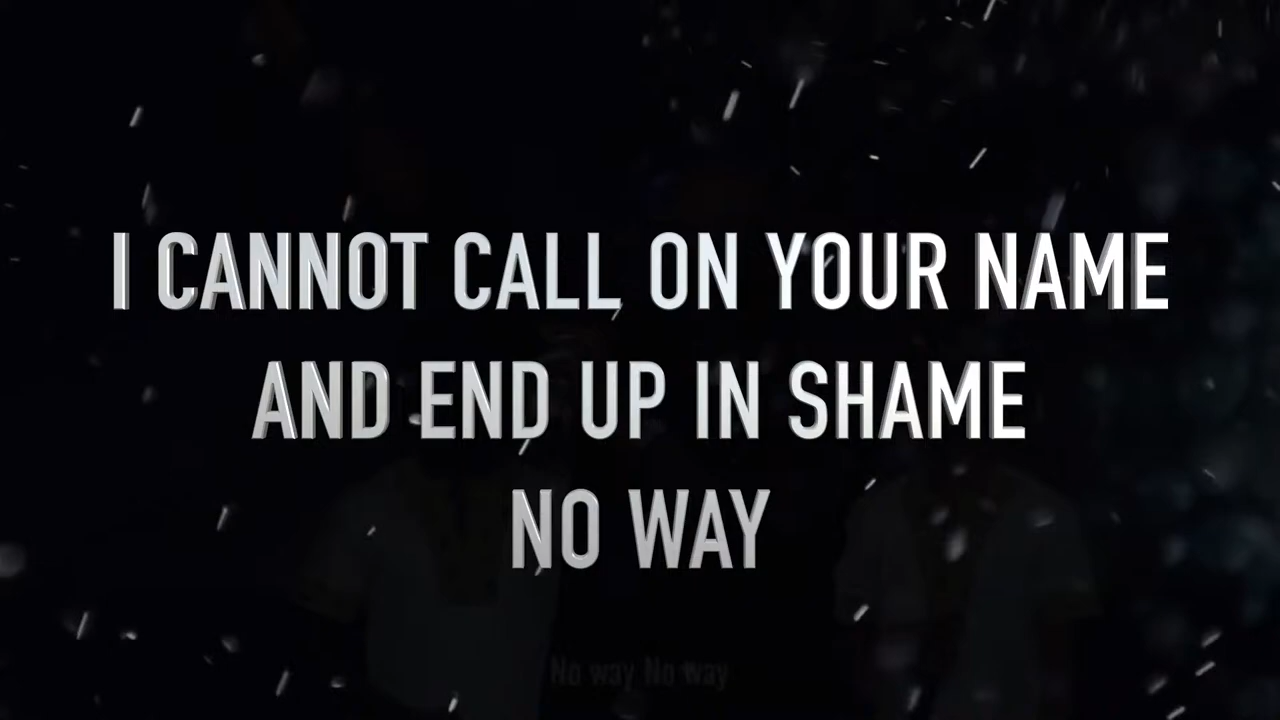 I CANNOT CALL ON YOUR NAME
AND END UP IN SHAME
NO WAY
No way No way